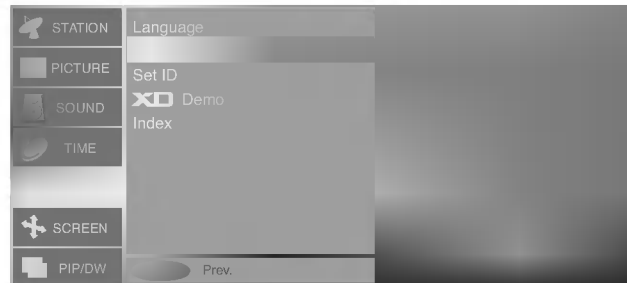 STATION
PICTURE
SOUND
TIME
SCREEN
PIP/DW
Language
Set ID
XD Demo
Index
Prev.